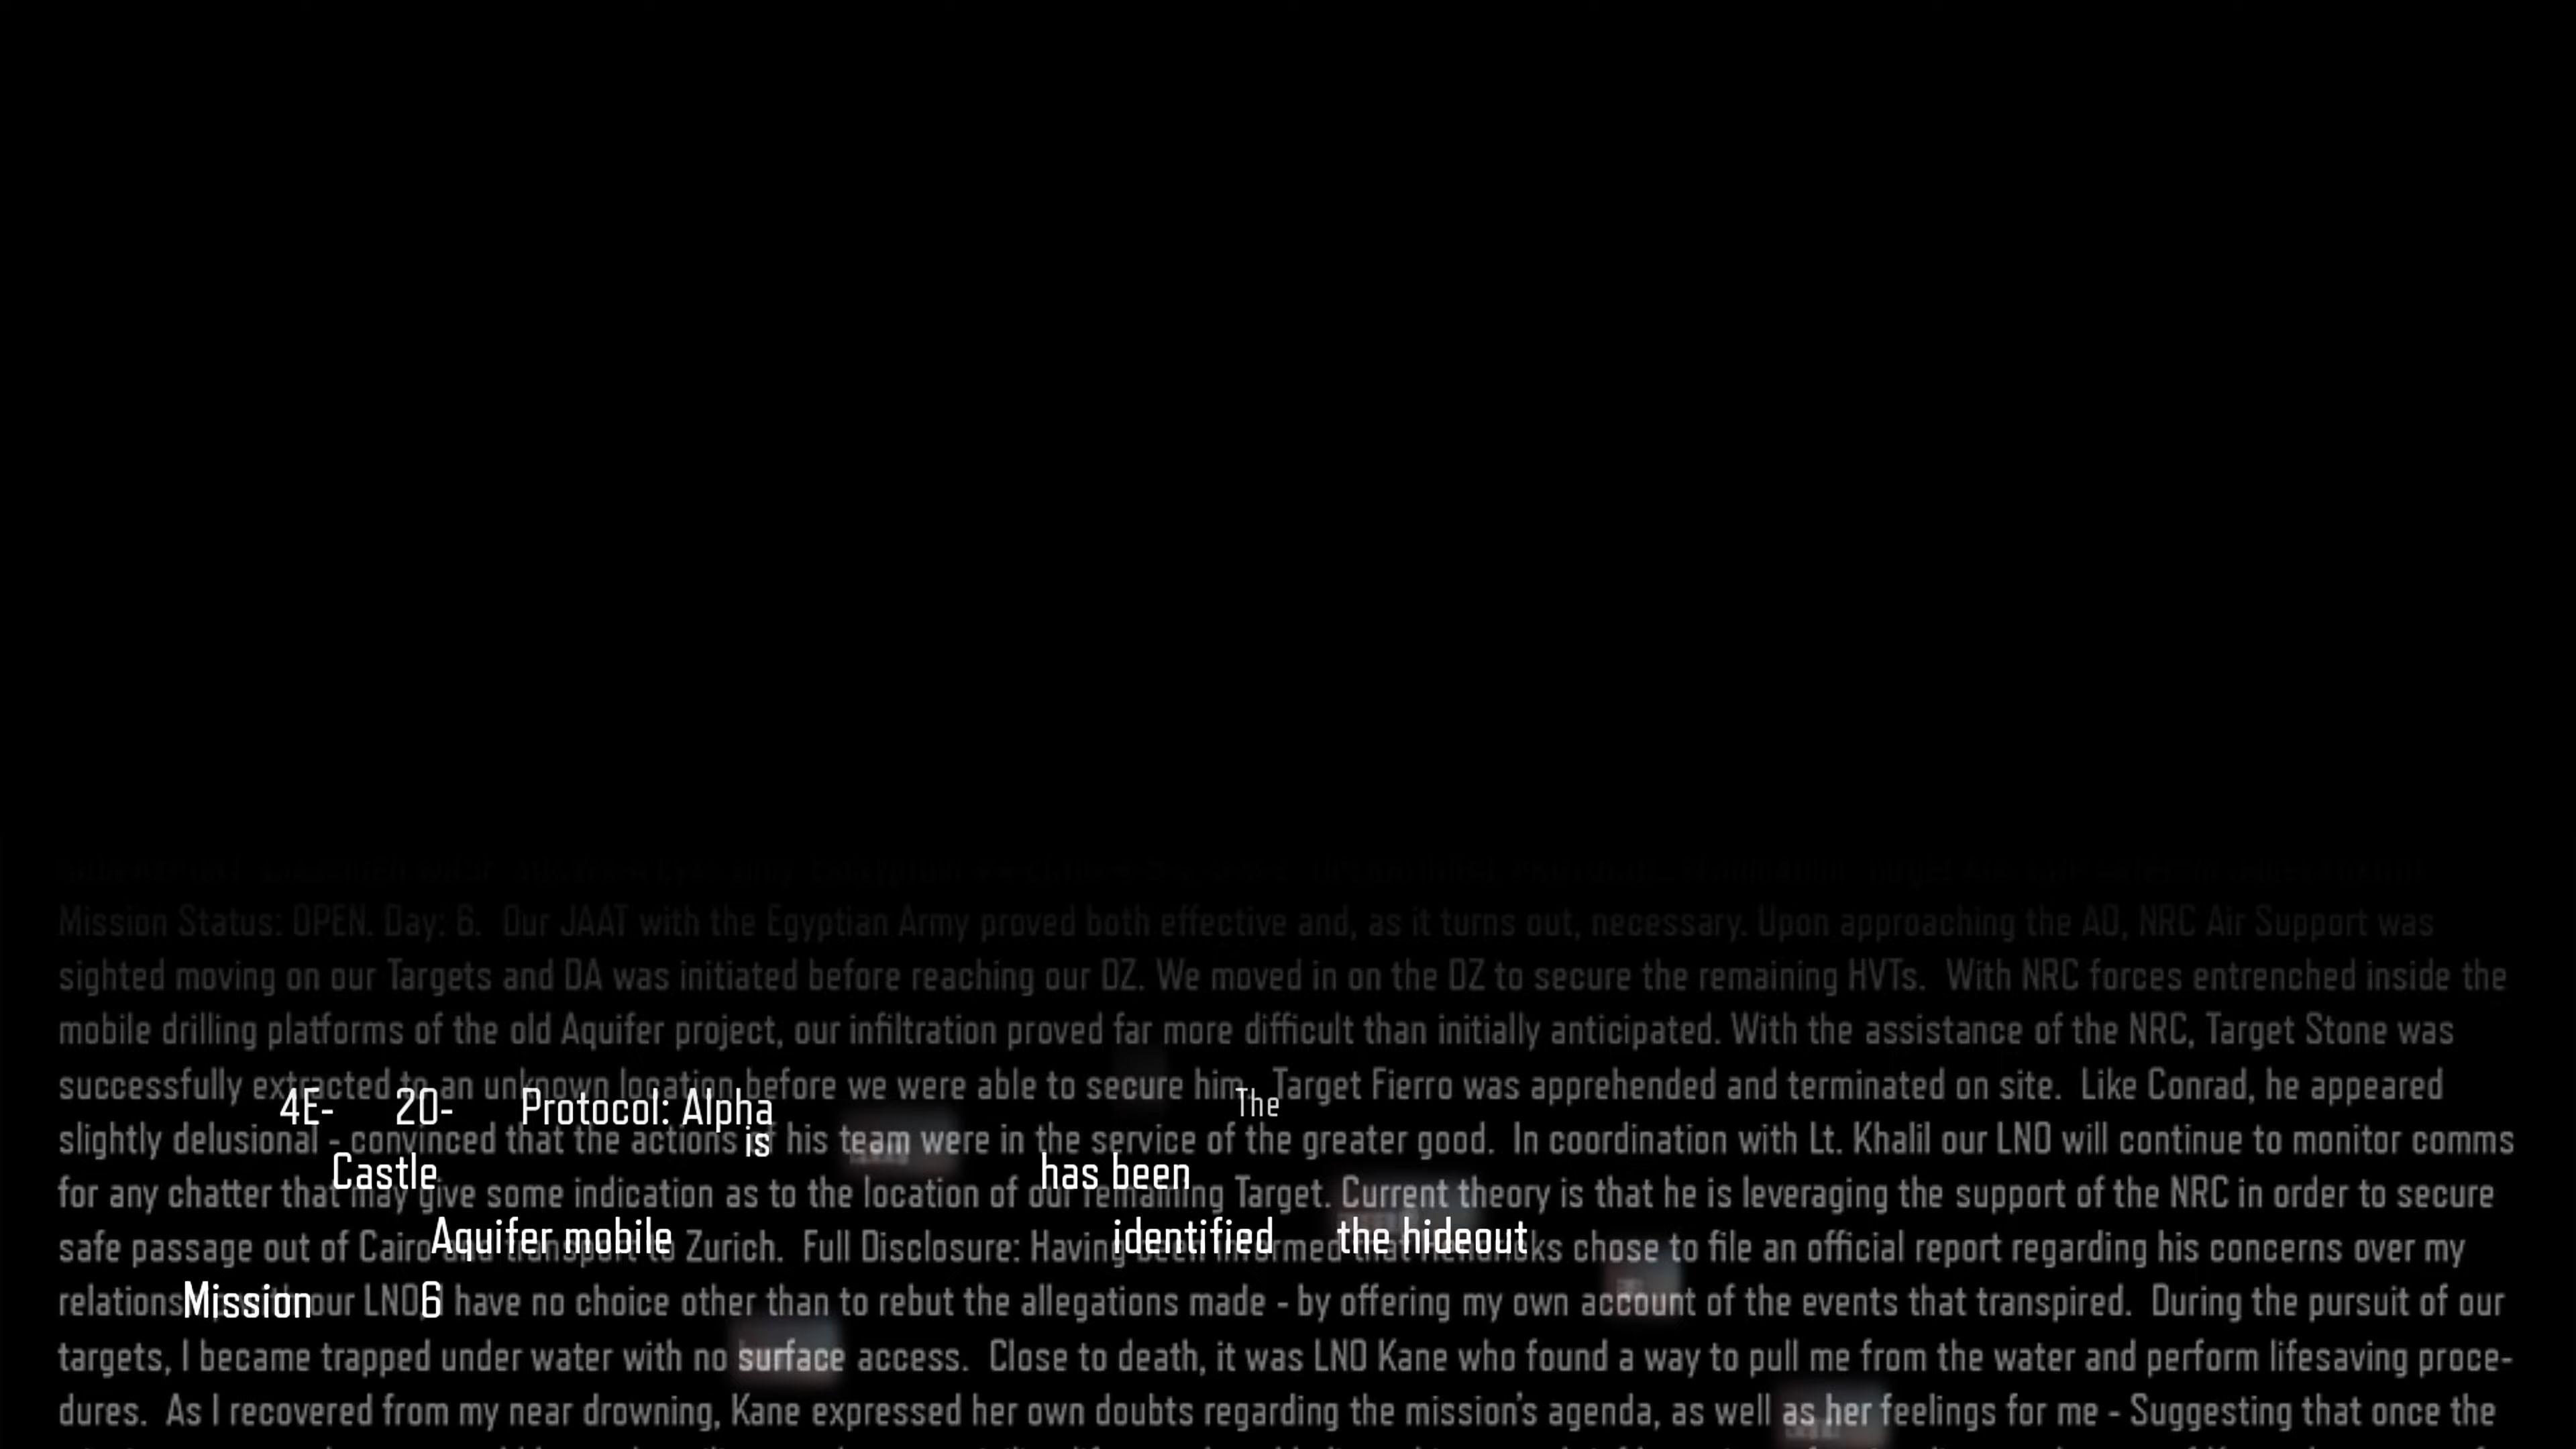 Mission Status: OPEN. Day: 6. Our JAAT with the Egyptian Army proved both effective and, as it turns out, necessary. Upon approaching the AO, NRC Air Support was
sighted moving on our Targets and DA was initiated before reaching our DZ. We moved in on the DZ to secure the remaining HVTs. With NRC forces entrenched inside the
mobile drilling platforms of the old Aquifer project, our infiltration proved far more difficult than initially anticipated. With the assistance of the NRC, Target Stone was
successfully extracted to an unknown location before we were able to secure him. Target Fierro was apprehended and terminated on site. Like Conrad, he appeared
4E- 20- Protocol: Alpha The
slightly delusional - convinced that the actions of his team were in the service of the greater good. In coordination with Lt. Khalil our LNO will continue to monitor comms
is
Castle has been
for any chatter that may give some indication as to the location of our remaining Target. Current theory is that he is leveraging the support of the NRC in order to secure
Aquifer mobile identified the hideout
safe passage out of Cairo and transport to Zurich. Full Disclosure: Having been informed that chose to file an official report regarding his concerns over my
Mission 6
our LNO, I have no choice other than to rebut the allegations made - by offering my own account of the events that transpired. During the pursuit of our
targets, I became trapped under water with no surface access. Close to death, it was LNO Kane who found a way to pull me from the water and perform lifesaving proce-
dures. As I recovered from my near drowning, Kane expressed her own doubts regarding the mission's agenda, as well as her feelings for me - Suggesting that once the